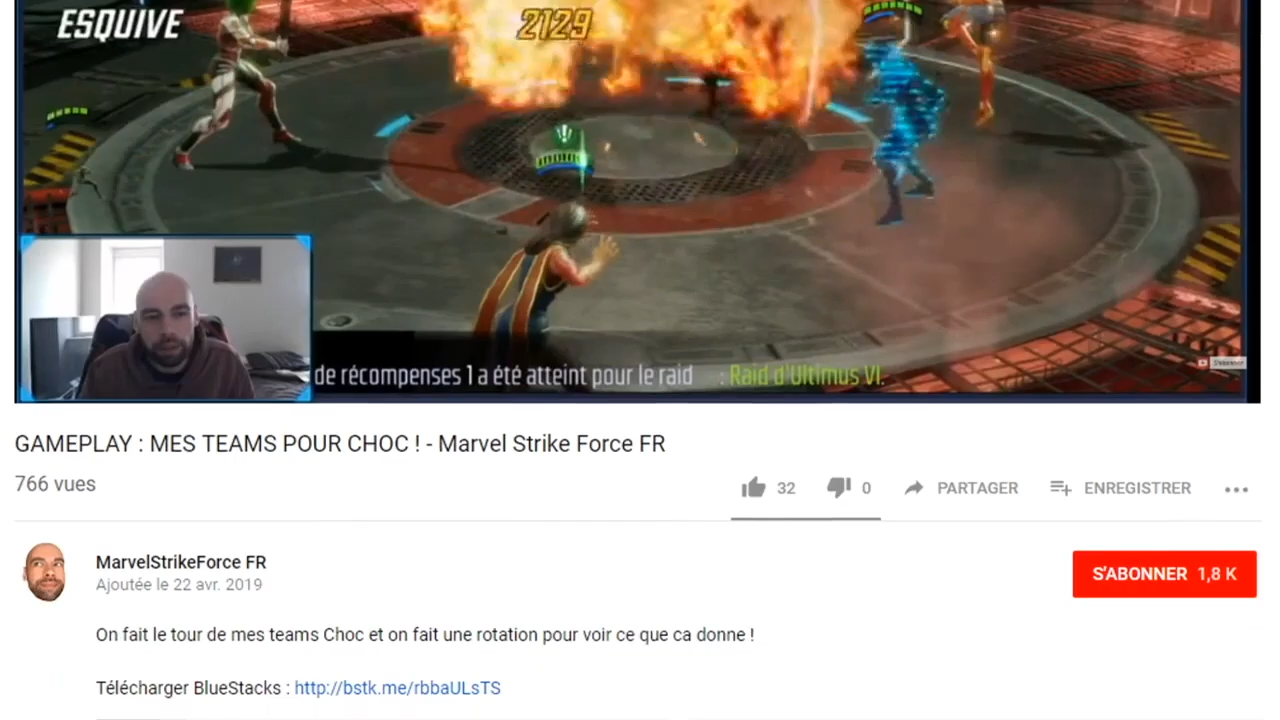 ESQUIVE
2129
de récompenses 1 a été atteint pour le raid : Raid d'Ultimus VI.
S'abonner
GAMEPLAY : MES TEAMS POUR CHOC ! - Marvel Strike Force FR
766 vues
32
0
PARTAGER
ENREGISTRER
MarvelStrikeForce FR
Ajoutée le 22 avr. 2019
S'ABONNER 1,8 K
On fait le tour de mes teams Choc et on fait une rotation pour voir ce que ca donne !
Télécharger BlueStacks : http://bstk.me/rbbaULsTS